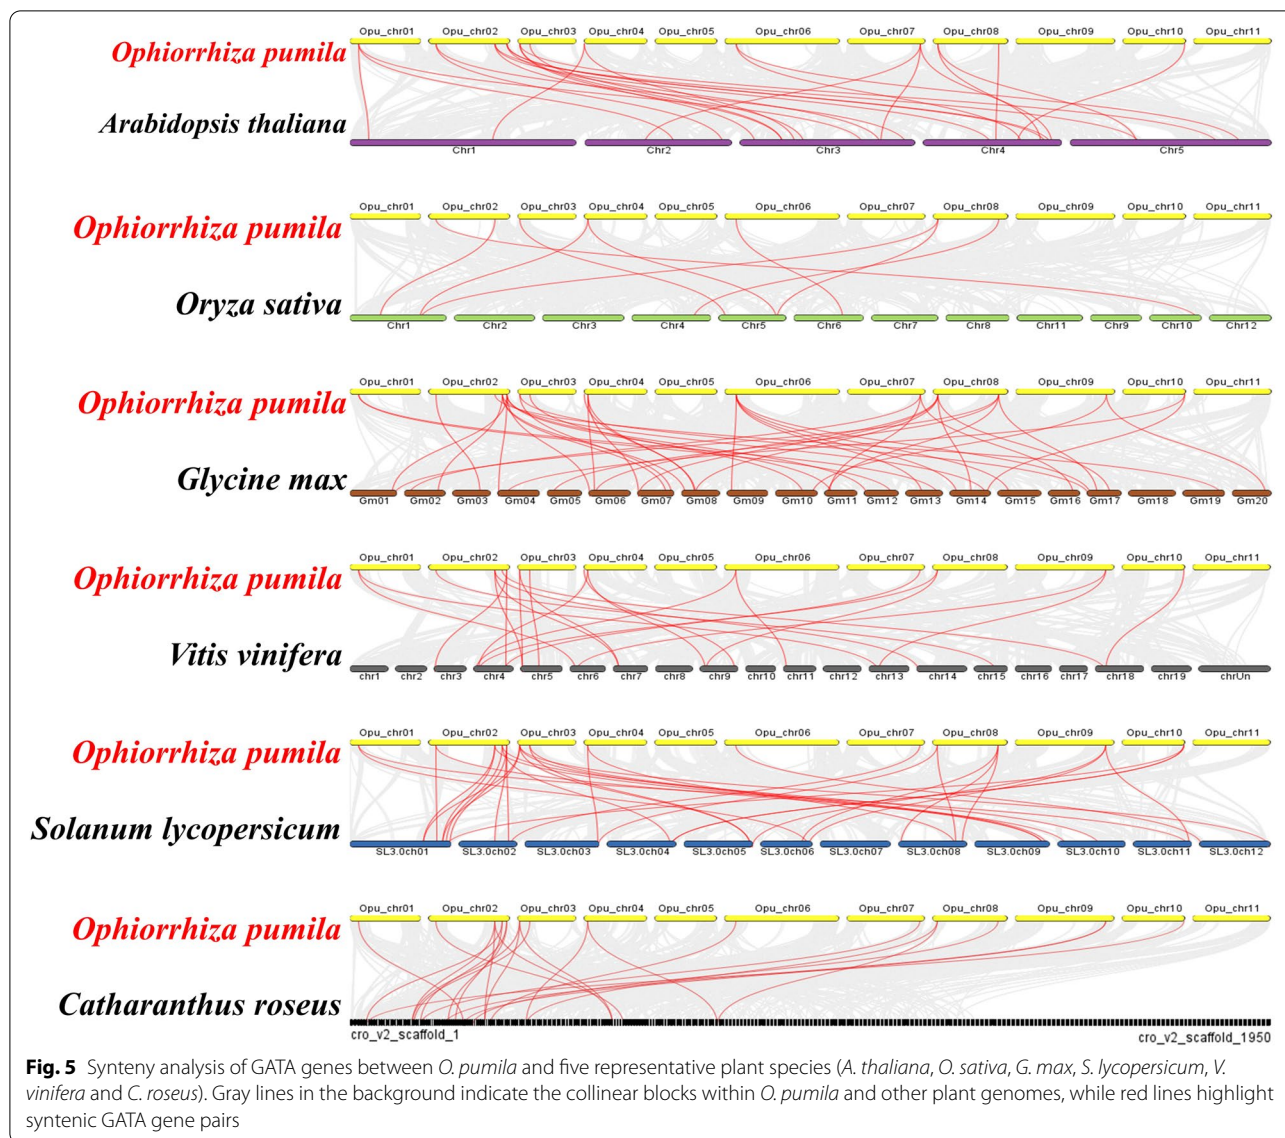 Opu_chr01 Opu_chr02 Opu_chr03 Opu_chr04 Opu_chr05 Opu_chr06 Opu_chr07 Opu_chr08 Opu_chr09 Opu_chr10 Opu_chr11
Ophiorrhiza pumila
Arabidopsis thaliana
Chr1 Chr2 Chr3 Chr4 Chr5
Opu_chr01 Opu_chr02 Opu_chr03 Opu_chr04 Opu_chr05 Opu_chr06 Opu_chr07 Opu_chr08 Opu_chr09 Opu_chr10 Opu_chr11
Ophiorrhiza pumila
Oryza sativa
Chr1 Chr2 Chr3 Chr4 Chr5 Chr6 Chr7 Chr8 Chr11 Chr9 Chr10 Chr12
Opu_chr01 Opu_chr02 Opu_chr03 Opu_chr04 Opu_chr05 Opu_chr06 Opu_chr07 Opu_chr08 Opu_chr09 Opu_chr10 Opu_chr11
Ophiorrhiza pumila
Glycine max
Gm01 Gm02 Gm03 Gm04 Gm05 Gm06 Gm07 Gm08 Gm09 Gm10 Gm11 Gm12 Gm13 Gm14 Gm15 Gm16 Gm17 Gm18 Gm19 Gm20
Opu_chr01 Opu_chr02 Opu_chr03 Opu_chr04 Opu_chr05 Opu_chr06 Opu_chr07 Opu_chr08 Opu_chr09 Opu_chr10 Opu_chr11
Ophiorrhiza pumila
Vitis vinifera
chr1 chr2 chr3 chr4 chr5 chr6 chr7 chr8 chr9 chr10 chr11 chr12 chr13 chr14 chr15 chr16 chr17 chr18 chr19 chrUn
Opu_chr01 Opu_chr02 Opu_chr03 Opu_chr04 Opu_chr05 Opu_chr06 Opu_chr07 Opu_chr08 Opu_chr09 Opu_chr10 Opu_chr11
Ophiorrhiza pumila
Solanum lycopersicum
SL3.0ch01 SL3.0ch02 SL3.0ch03 SL3.0ch04 SL3.0ch05 SL3.0ch06 SL3.0ch07 SL3.0ch08 SL3.0ch09 SL3.0ch10 SL3.0ch11 SL3.0ch12
Opu_chr01 Opu_chr02 Opu_chr03 Opu_chr04 Opu_chr05 Opu_chr06 Opu_chr07 Opu_chr08 Opu_chr09 Opu_chr10 Opu_chr11
Ophiorrhiza pumila
Catharanthus roseus
cro_v2_scaffold_1 cro_v2_scaffold_1950
Fig. 5 Synteny analysis of GATA genes between O. pumila and five representative plant species (A. thaliana, O. sativa, G. max, S. lycopersicum, V.
vinifera and C. roseus). Gray lines in the background indicate the collinear blocks within O. pumila and other plant genomes, while red lines highlight
syntenic GATA gene pairs